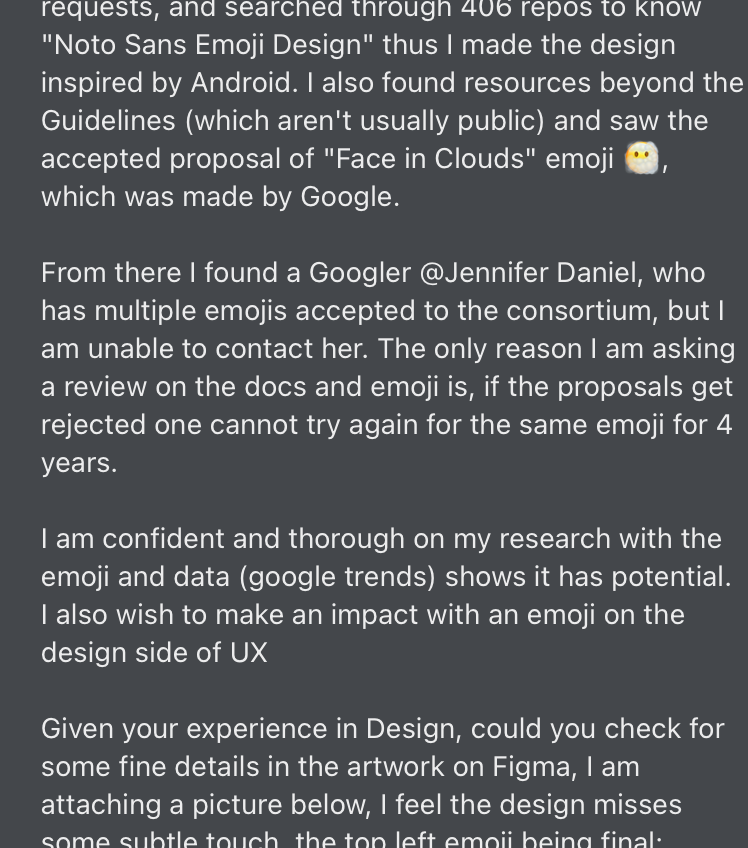 requests, and searched through 406 repos to know
"Noto Sans Emoji Design" thus I made the design
inspired by Android. I also found resources beyond the
Guidelines (which aren't usually public) and saw the
accepted proposal of "Face in Clouds" emoji 😶‍🌫️,
which was made by Google.
From there I found a Googler @Jennifer Daniel, who
has multiple emojis accepted to the consortium, but I
am unable to contact her. The only reason I am asking
a review on the docs and emoji is, if the proposals get
rejected one cannot try again for the same emoji for 4
years.
I am confident and thorough on my research with the
emoji and data (google trends) shows it has potential.
I also wish to make an impact with an emoji on the
design side of UX
Given your experience in Design, could you check for
some fine details in the artwork on Figma, I am
attaching a picture below, I feel the design misses
some subtle touch, the top left emoji being final: